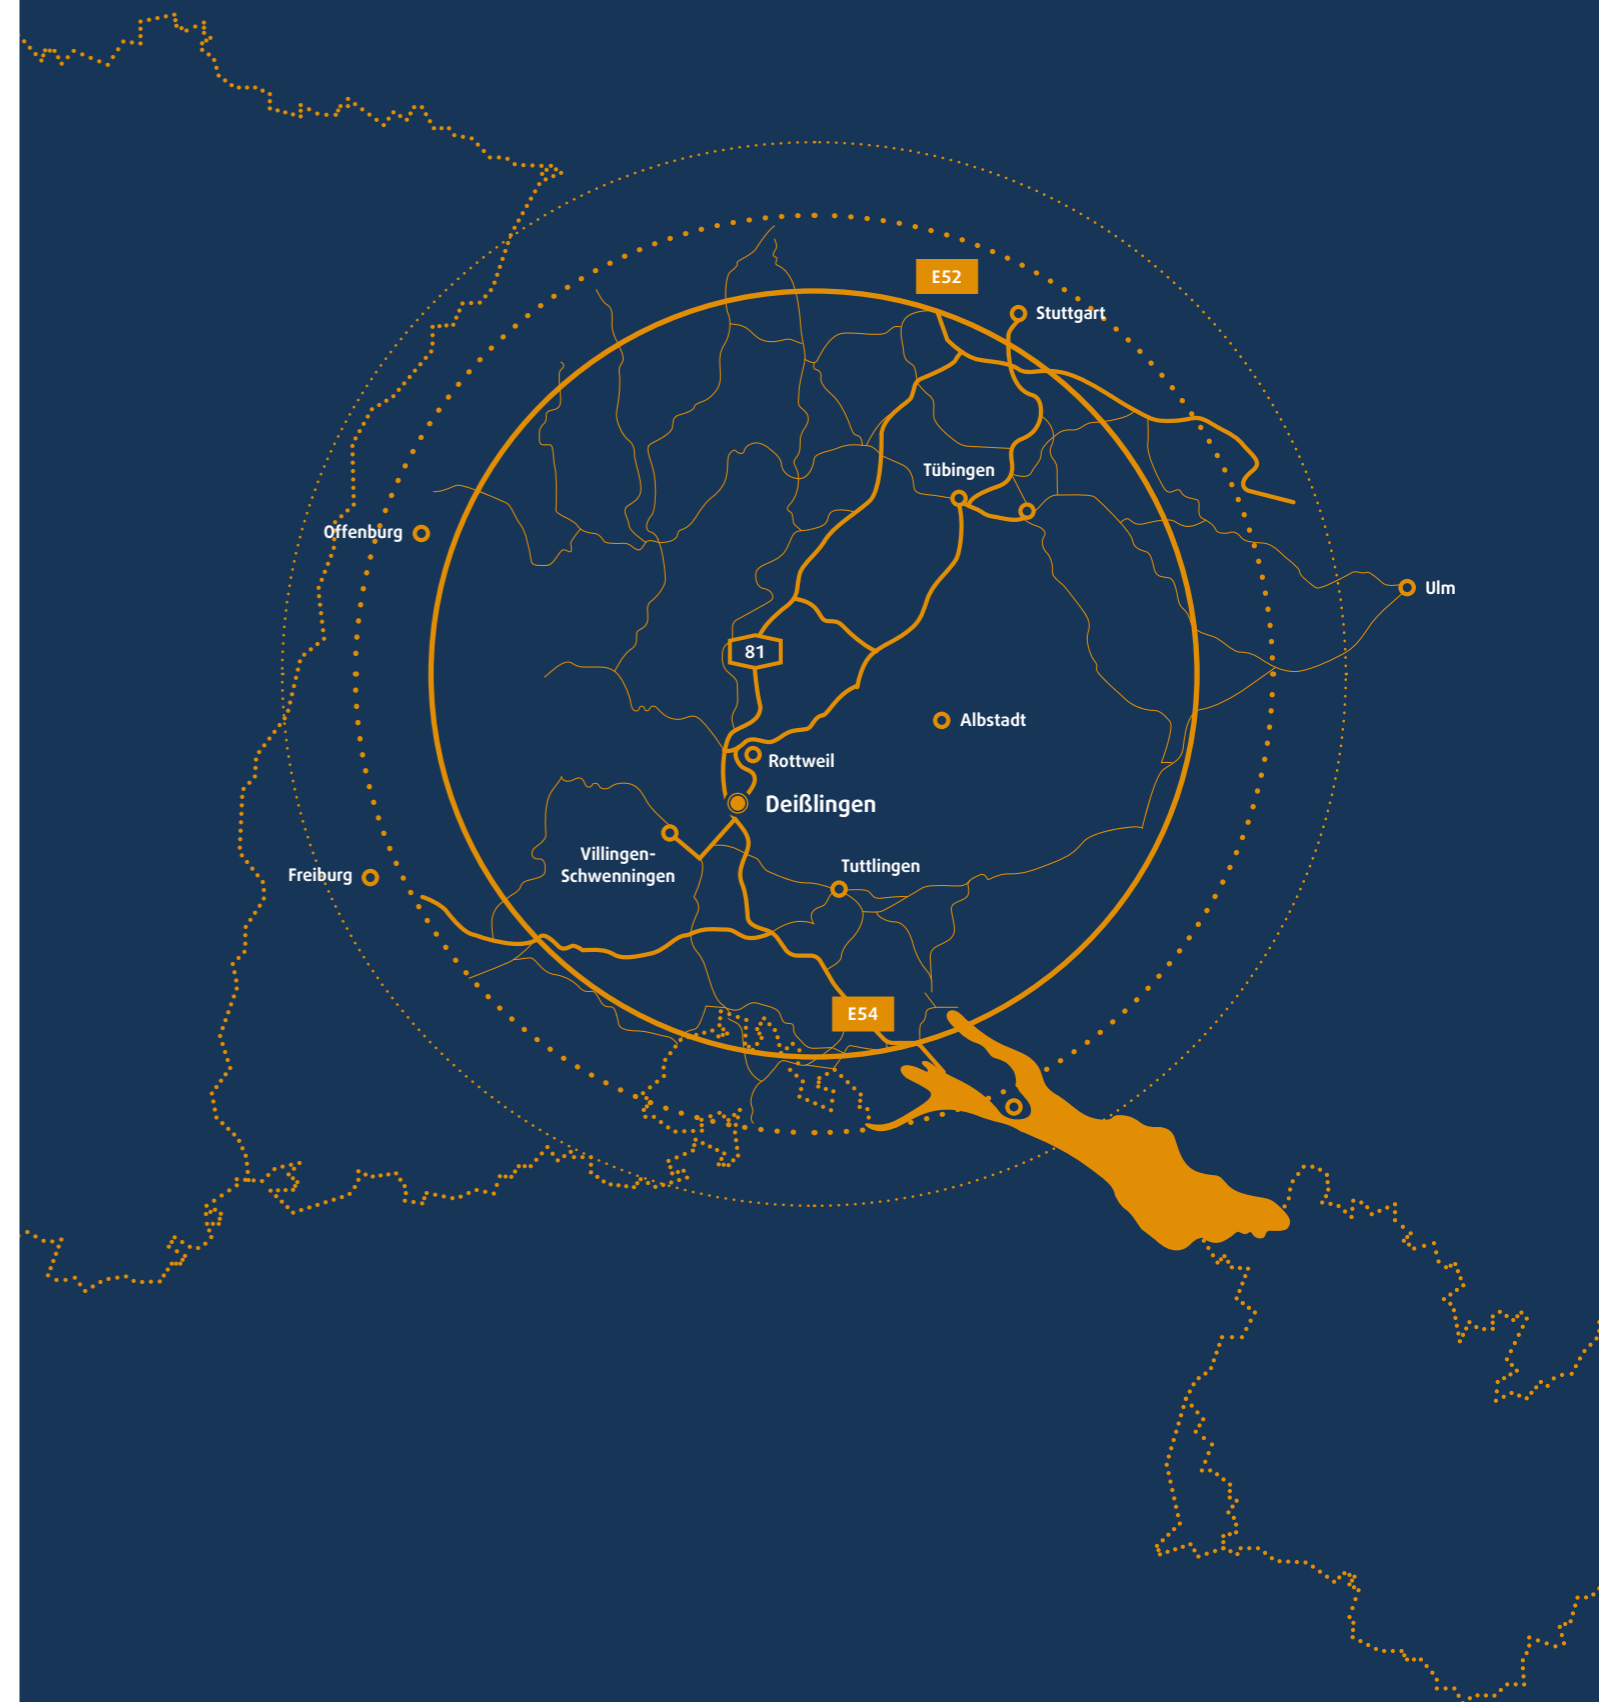 E52
Stuttgart
Tübingen
Offenburg
Ulm
81
Albstadt
Rottweil
Deißlingen
Villingen-
Schwenningen
Tuttlingen
Freiburg
E54